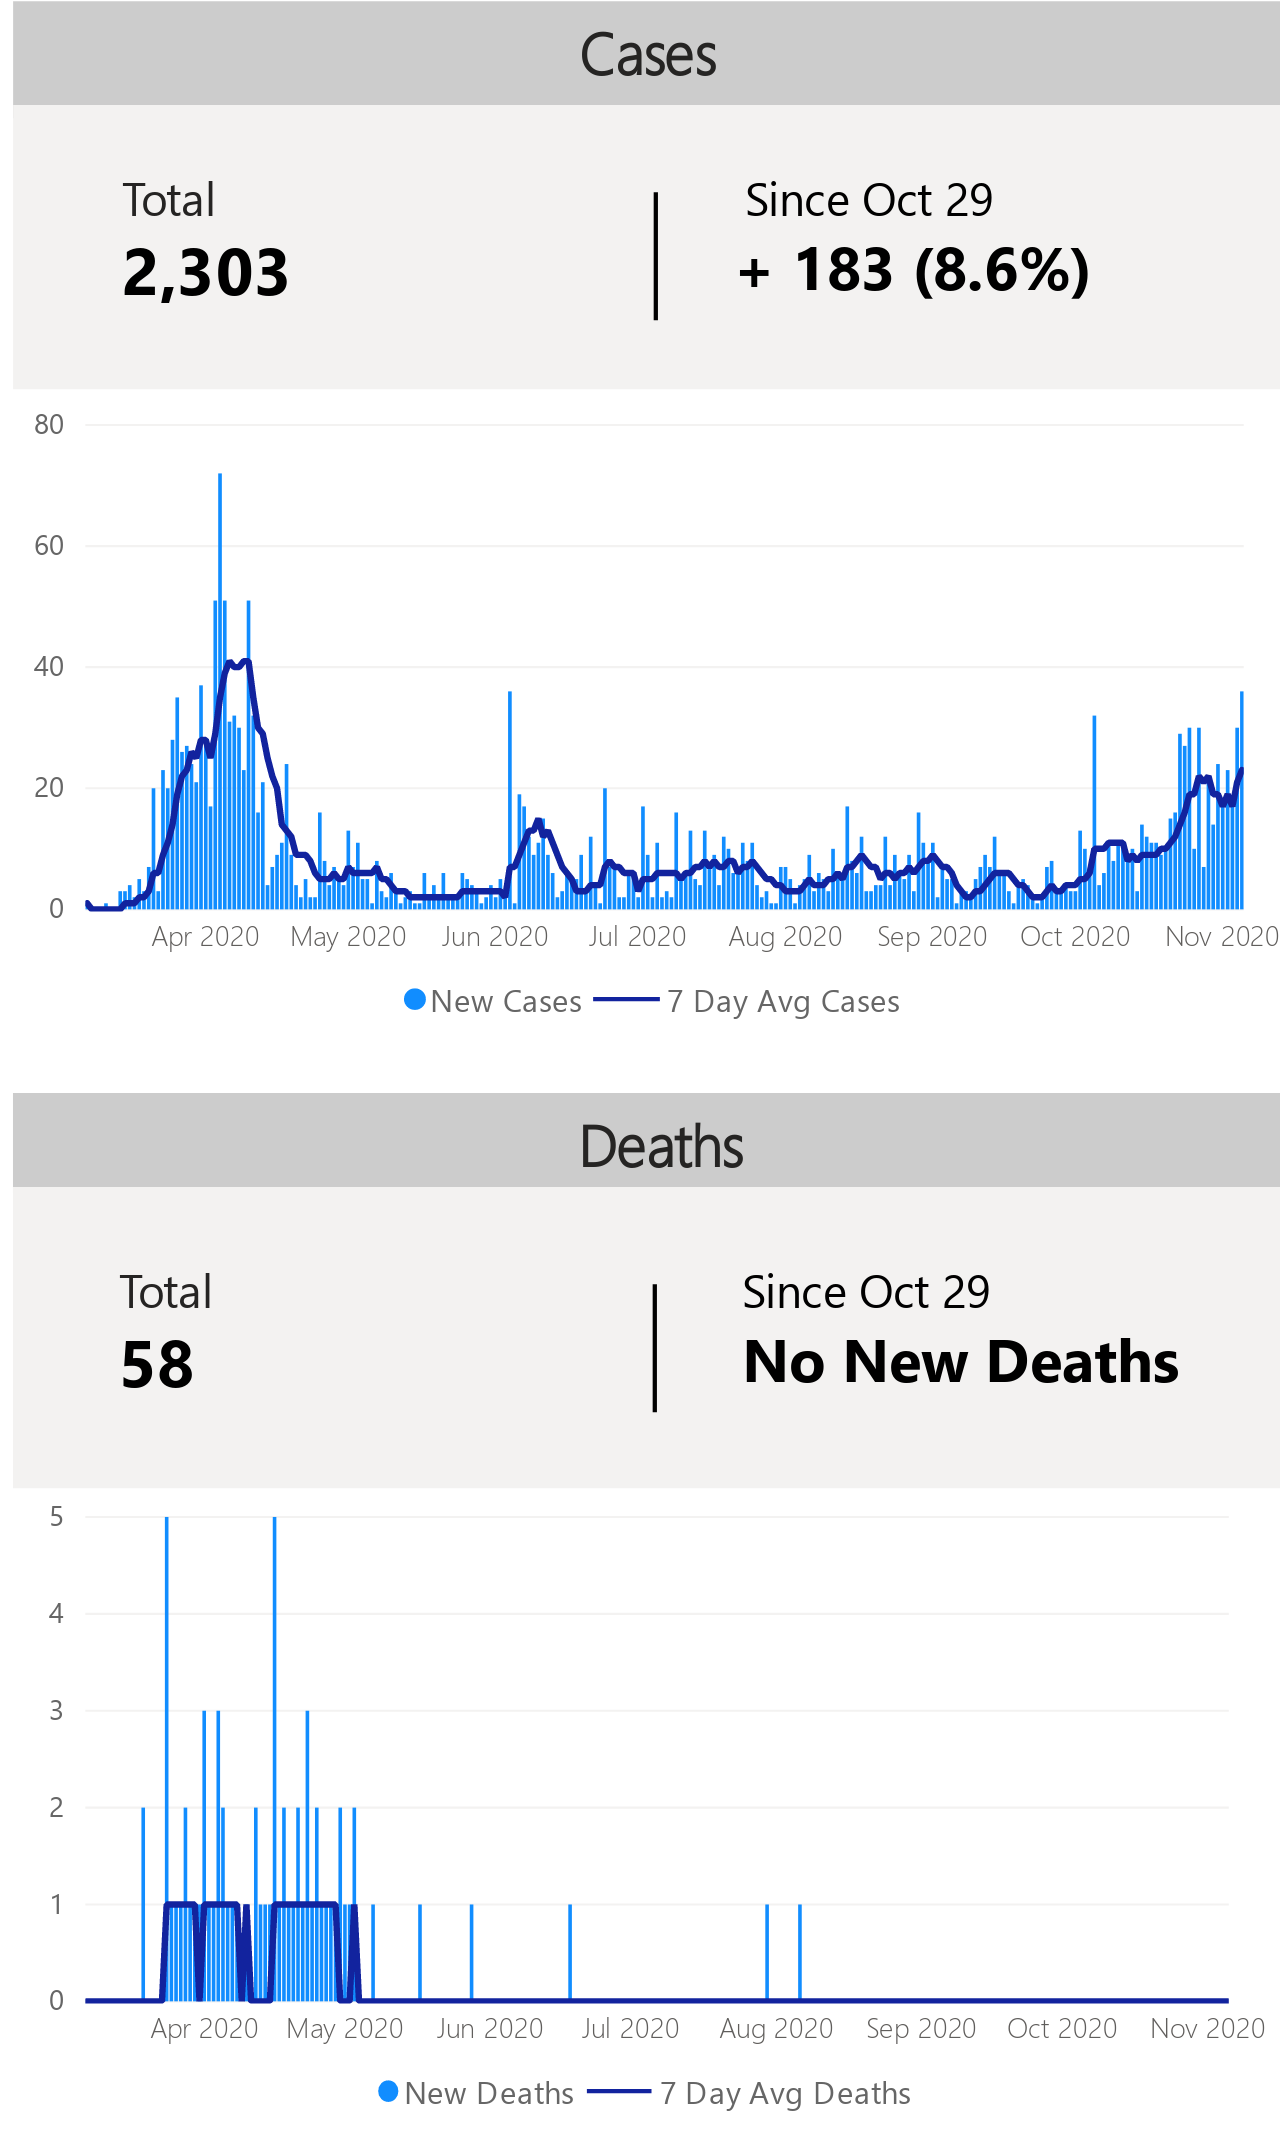 Cases
Total
Since Oct 29
2,303
+ 183 (8.6%)
80
60
40
20
0
Apr 2020 May 2020 Jun 2020 Jul 2020 Aug 2020 Sep 2020 Oct 2020 Nov 2020
New Cases 7 Day Avg Cases
Deaths
Total
Since Oct 29
58
No New Deaths
5
4
3
2
1
0
Apr 2020 May 2020 Jun 2020 Jul 2020 Aug 2020 Sep 2020 Oct 2020 Nov 2020
New Deaths 7 Day Avg Deaths